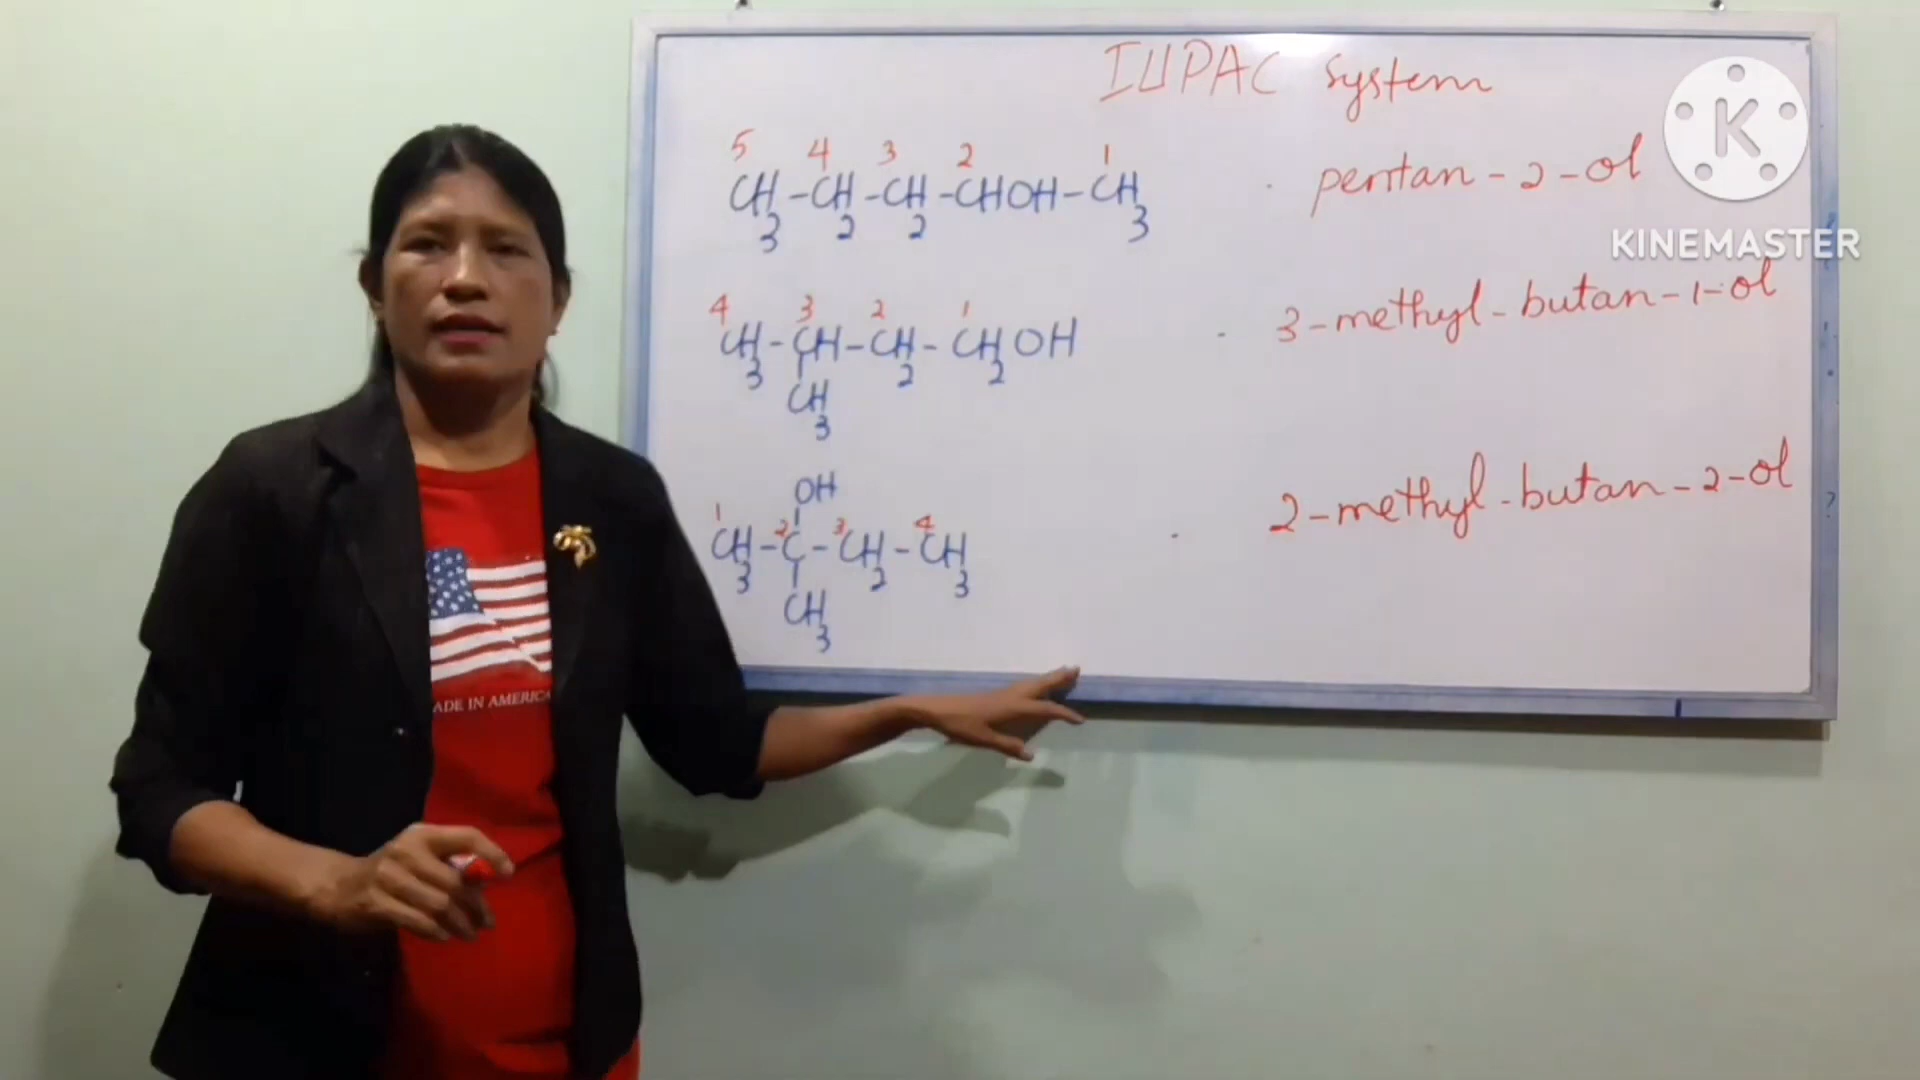 IUPAC System
K
KINEMASTER
5 4 3 2 1
CH3-CH2-CH2-CHOH-CH3 . pentan-2-ol
4 3 2 1
CH3-CH-CH2-CH2OH . 3-methyl-butan-1-ol
CH3
OH
1 2 3 4
CH3-C-CH2-CH3 . 2-methyl-butan-2-ol
CH3
ADE IN AMERICA